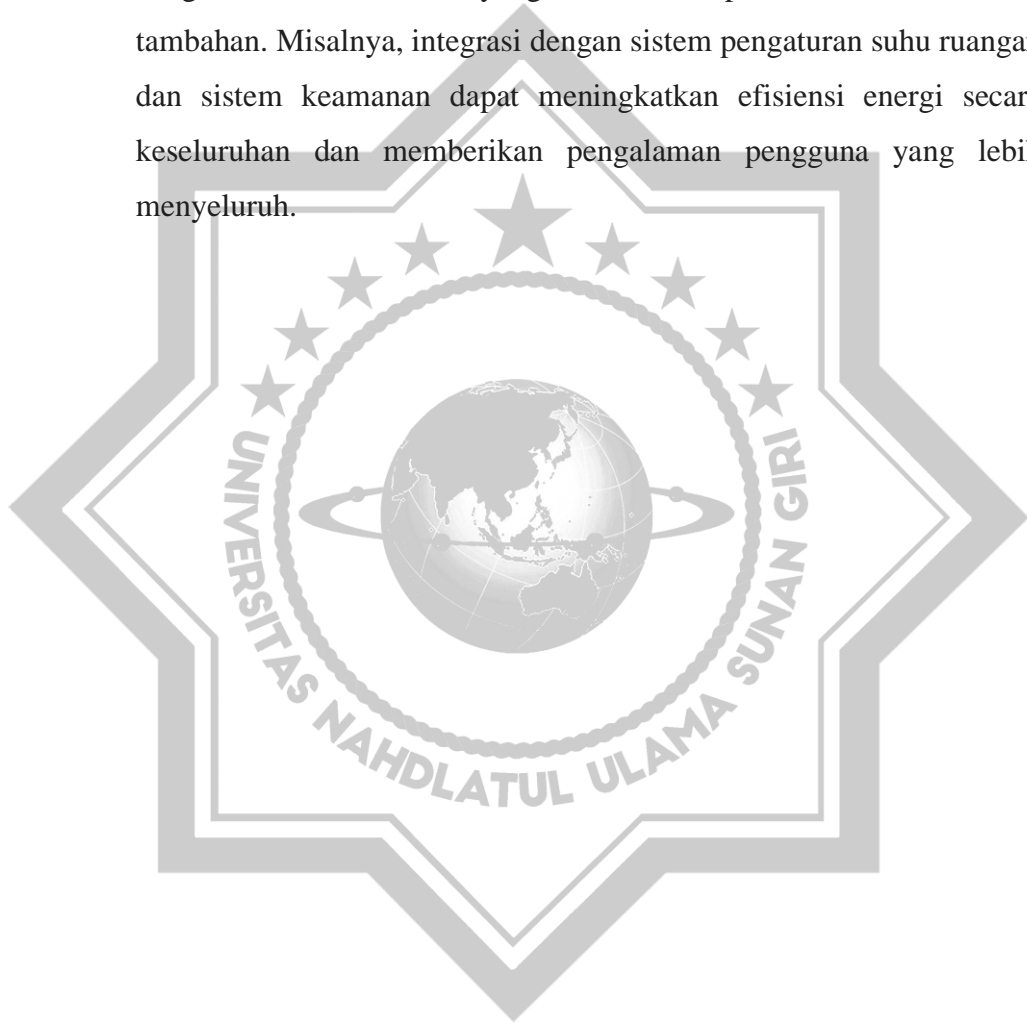 tambahan. Misalnya, integrasi dengan sistem pengaturan suhu ruangan
dan sistem keamanan dapat meningkatkan efisiensi energi secar
keseluruhan dan memberikan pengalaman pengguna yang lebih
menyeluruh.
UNIVERSITAS NAHDLATUL ULAMA SUNAN GIRI